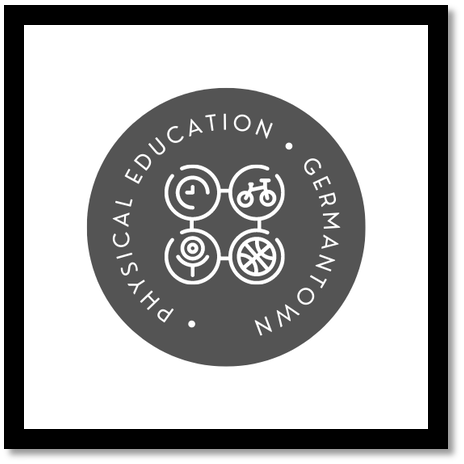 PHYSICAL EDUCATION • GERMANTOWN •